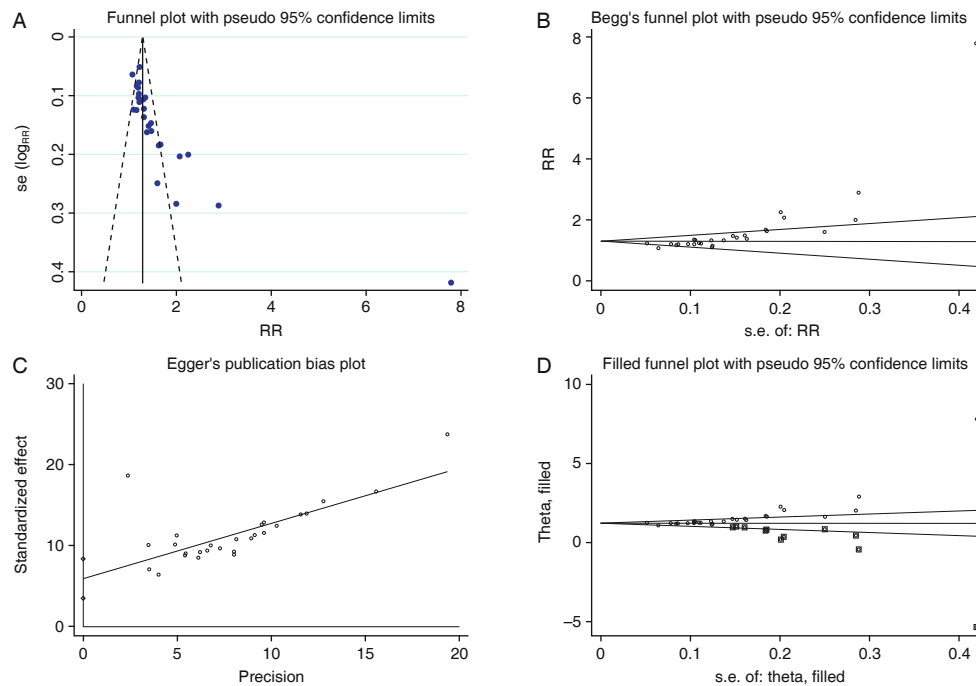 A
Funnel plot with pseudo 95% confidence limits
se (log_RR)
0
0.1
0.2
0.3
0.4
0
2
4
6
8
RR
B
Begg's funnel plot with pseudo 95% confidence limits
RR
8
6
4
2
0
0
0.1
0.2
0.3
0.4
s.e. of: RR
C
Egger's publication bias plot
Standardized effect
30
20
10
0
0
5
10
15
20
Precision
D
Filled funnel plot with pseudo 95% confidence limits
Theta, filled
10
5
0
−5
0
0.1
0.2
0.3
0.4
s.e. of: theta, filled